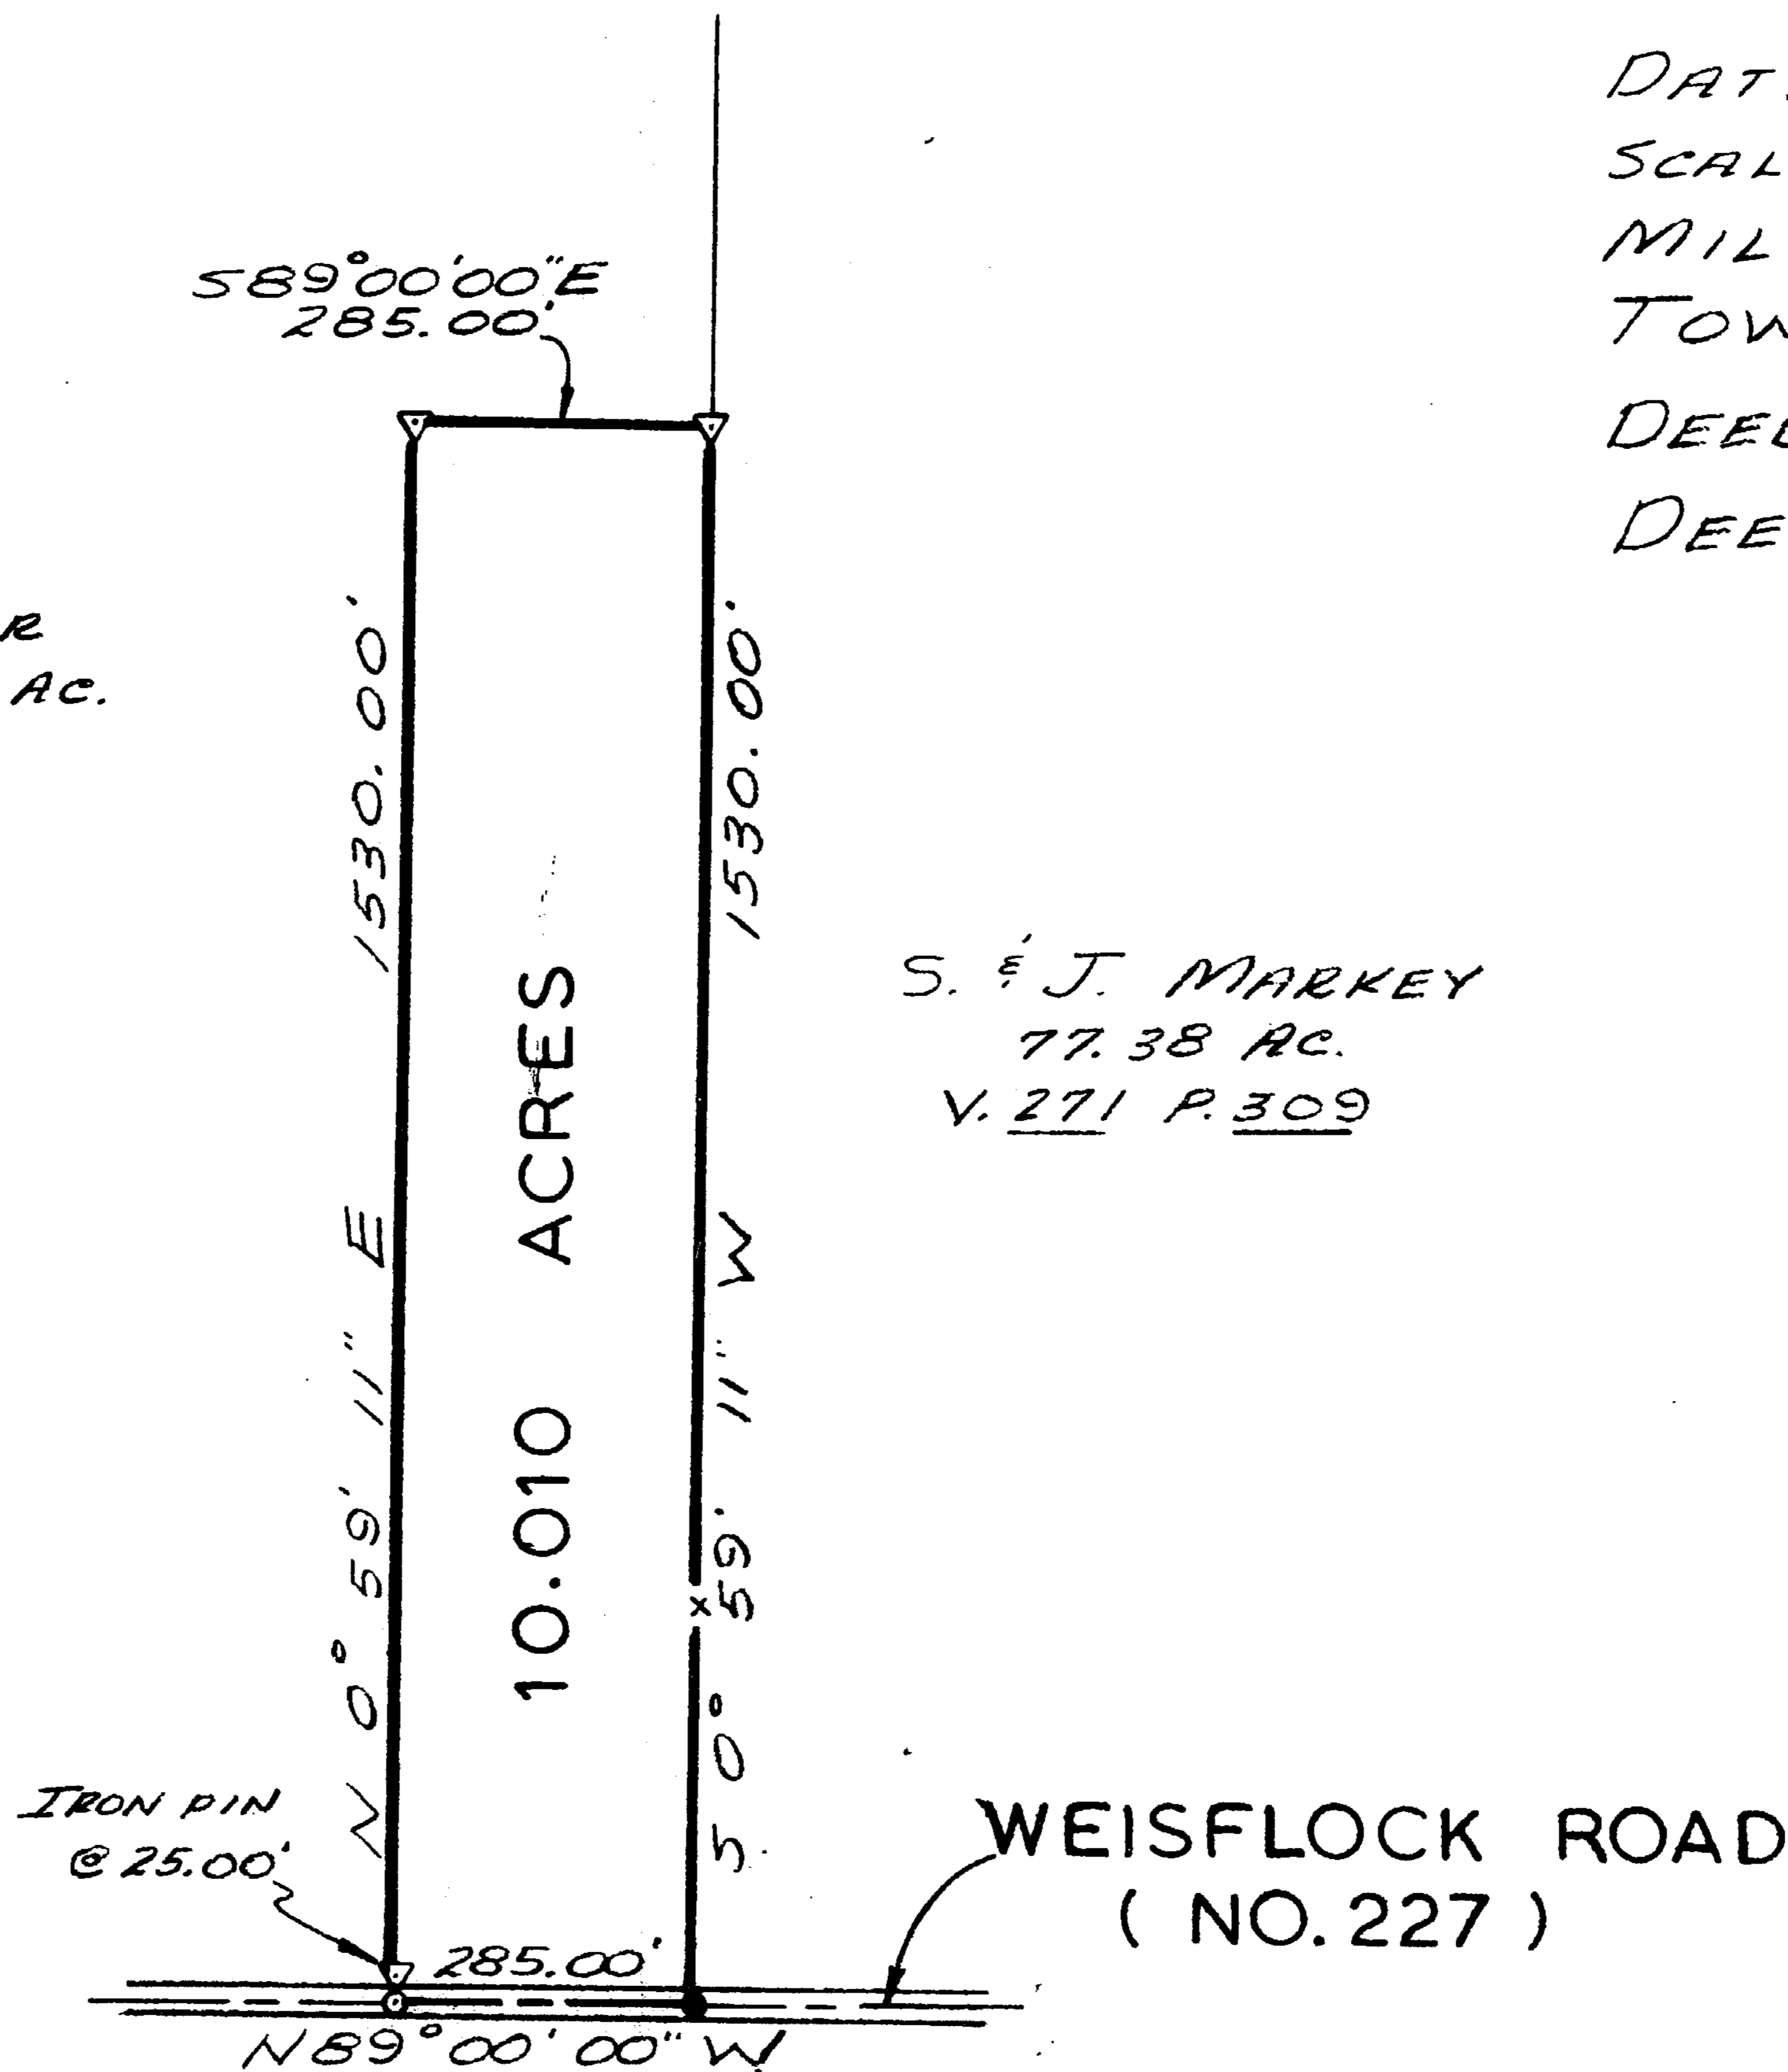 S89°00'00"E
285.00'
AC.
1530.00'
N 0° 59' 11" E
10.010 ACRES
1530.00'
S 0° 59' 11" W
S. & J. MARKEY
77.38 AC.
V. 271 P. 309
IRON PIN
@ 25.00'
WEISFLOCK ROAD
( NO. 227 )
285.00'
N89°00'00" W